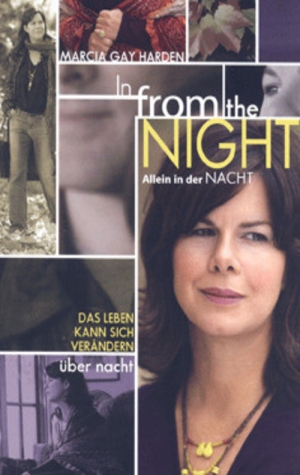 MARCIA GAY HARDEN
In
from the
NIGHT
Allein in der NACHT
DAS LEBEN
KANN SICH
VERÄNDERN
über nacht